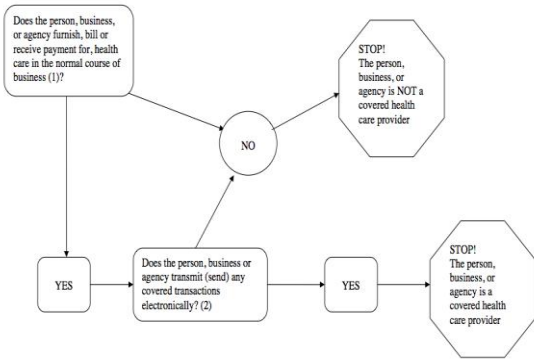 Does the person, business,
or agency furnish, bill or
receive payment for, health
care in the normal course of
business (1)?
STOP!
The person,
business, or
agency is NOT a
covered health
care provider
NO
YES
Does the person, business or
agency transmit (send) any
covered transactions
electronically? (2)
YES
STOP!
The person,
business, or
agency is a
covered health
care provider